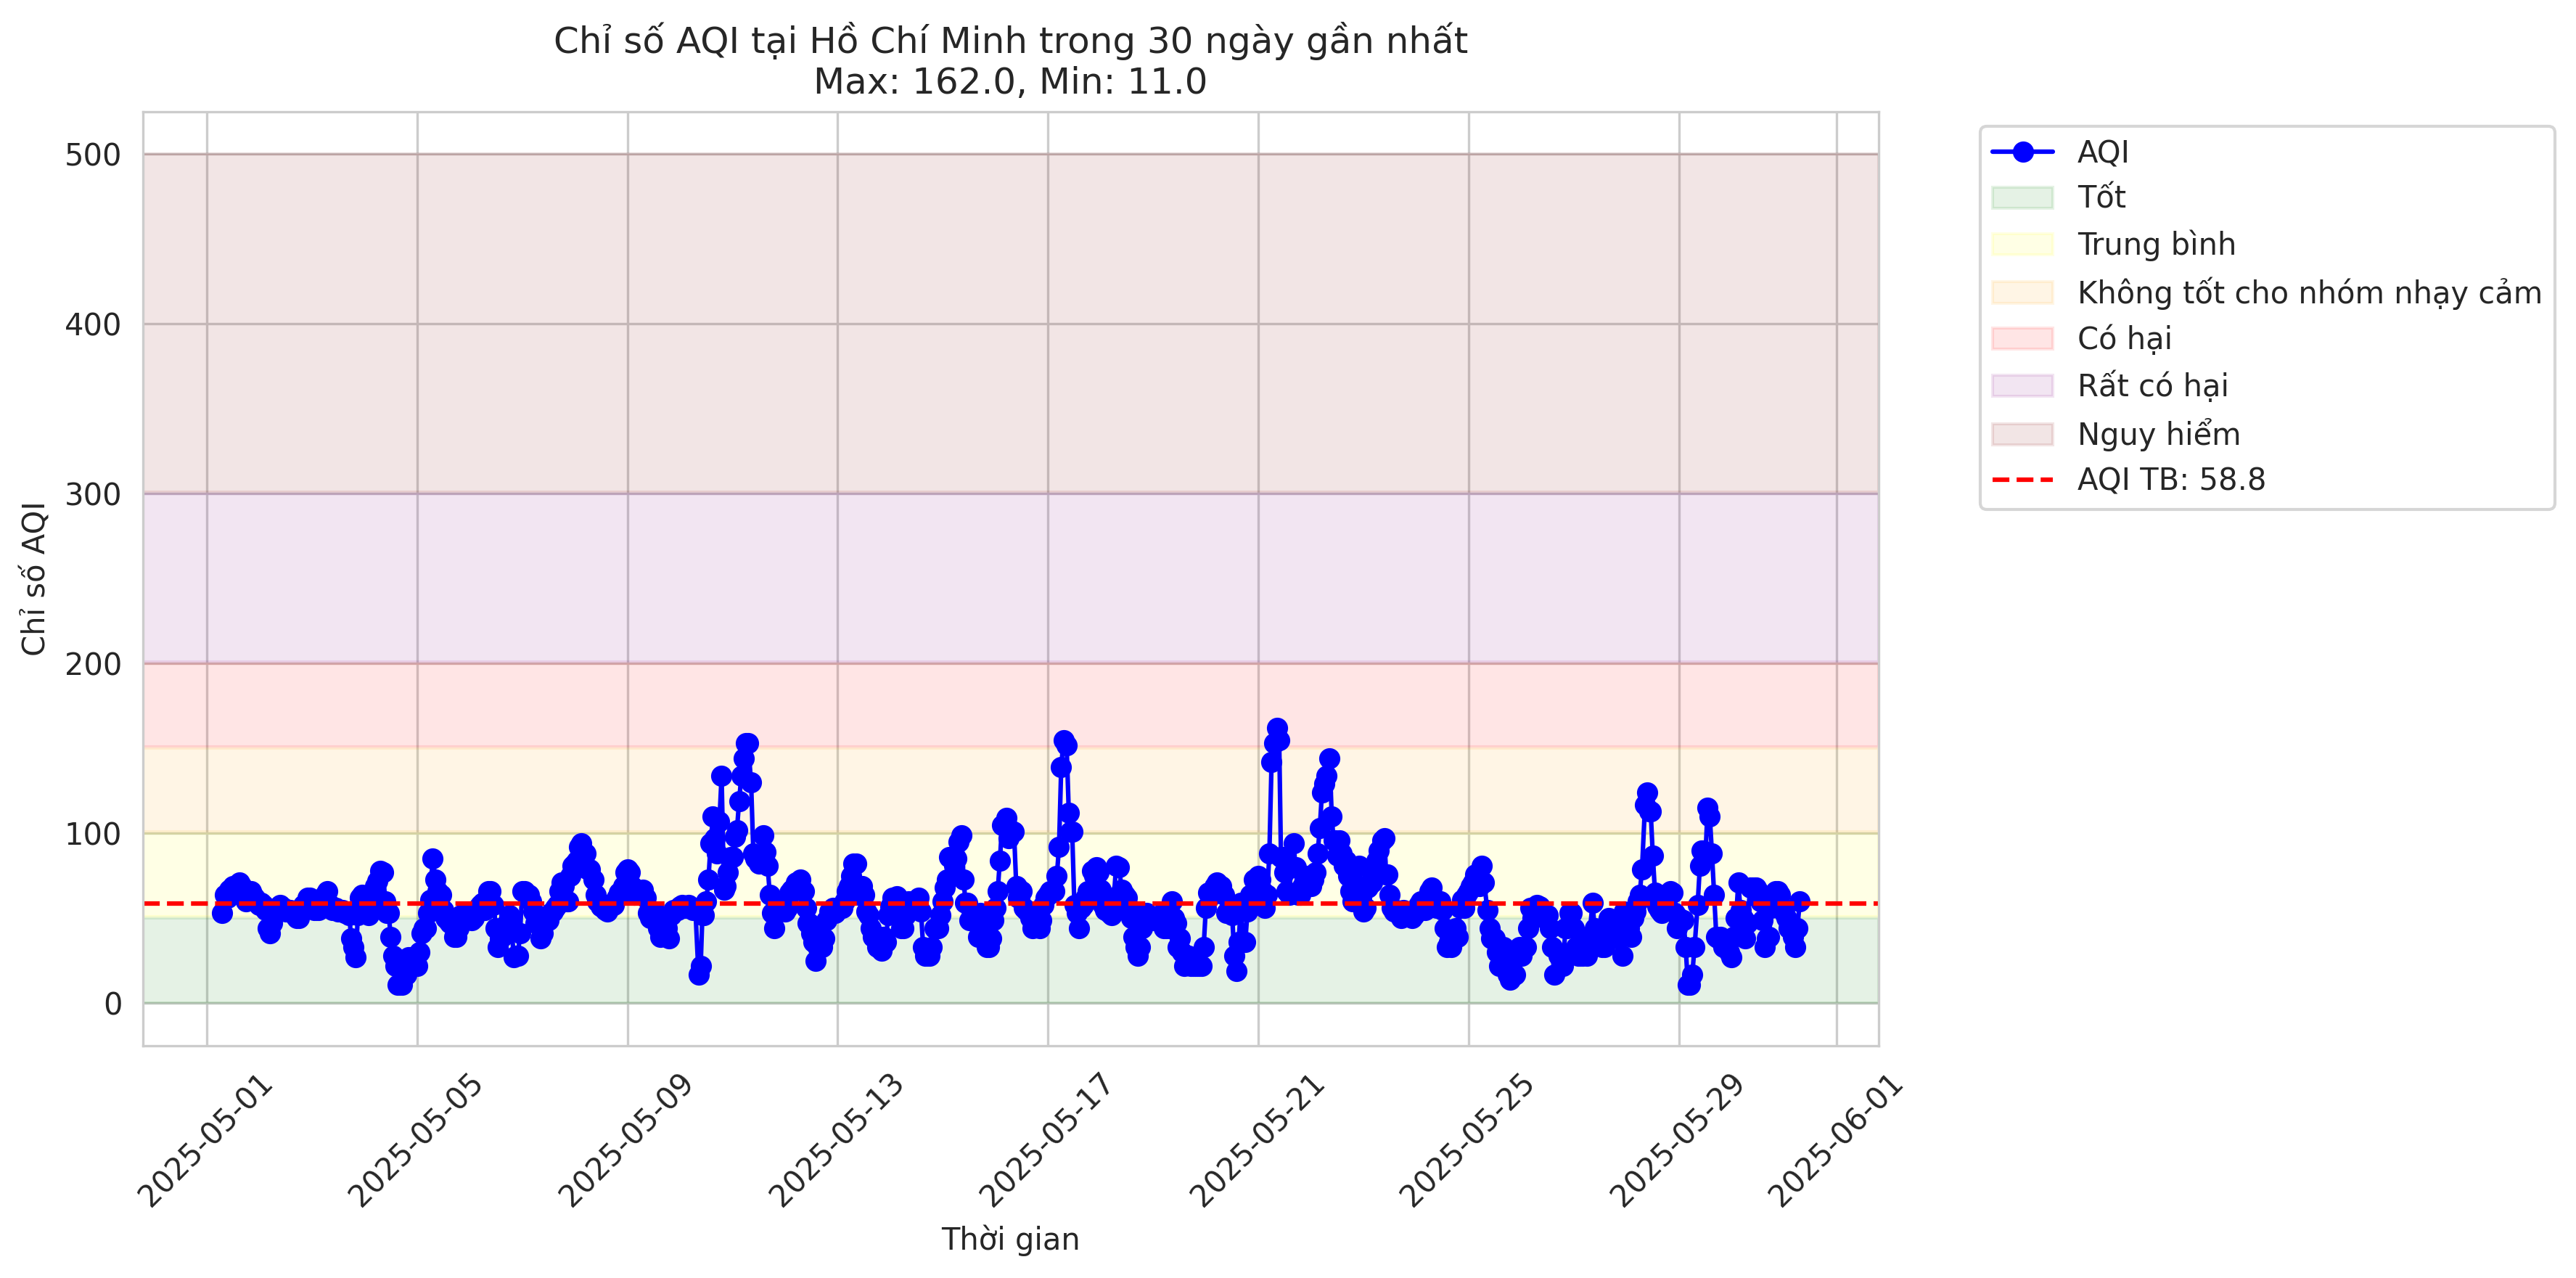 Chỉ số AQI tại Hồ Chí Minh trong 30 ngày gần nhất
Max: 162.0, Min: 11.0
Chỉ số AQI
500
400
300
200
100
0
2025-05-01
2025-05-05
2025-05-09
2025-05-13
2025-05-17
2025-05-21
2025-05-25
2025-05-29
2025-06-01
Thời gian
AQI
Tốt
Trung bình
Không tốt cho nhóm nhạy cảm
Có hại
Rất có hại
Nguy hiểm
AQI TB: 58.8